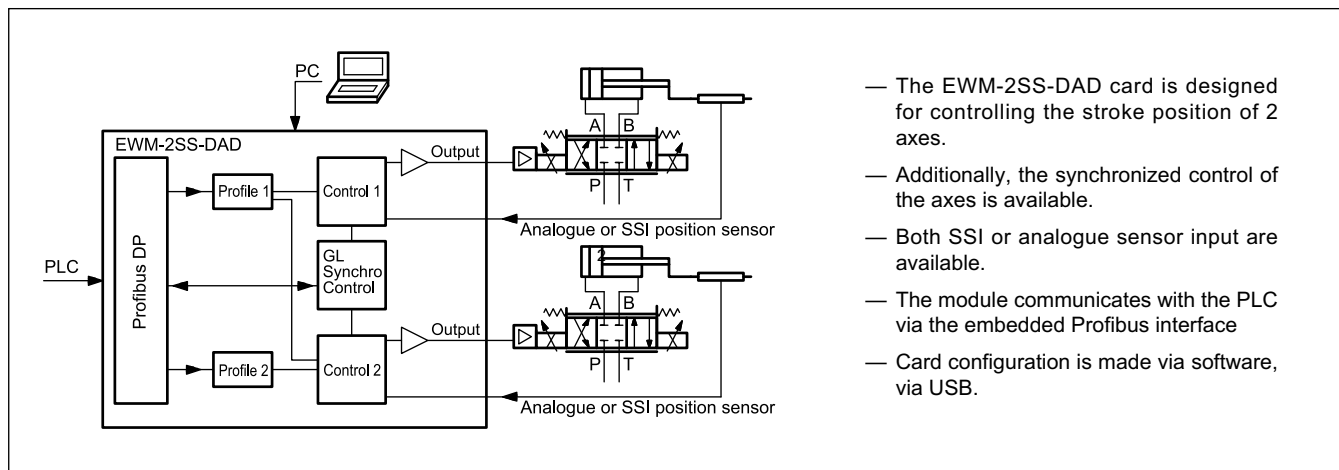 PC
EWM-2SS-DAD
Profibus DP
PLC
Profile 1
Control 1
Output
GL
Synchro
Control
Profile 2
Control 2
Output
A B
P T
Analogue or SSI position sensor
2
A B
P T
Analogue or SSI position sensor
— The EWM-2SS-DAD card is designed
for controlling the stroke position of 2
axes.
— Additionally, the synchronized control of
the axes is available.
— Both SSI or analogue sensor input are
available.
— The module communicates with the PLC
via the embedded Profibus interface
— Card configuration is made via software,
via USB.